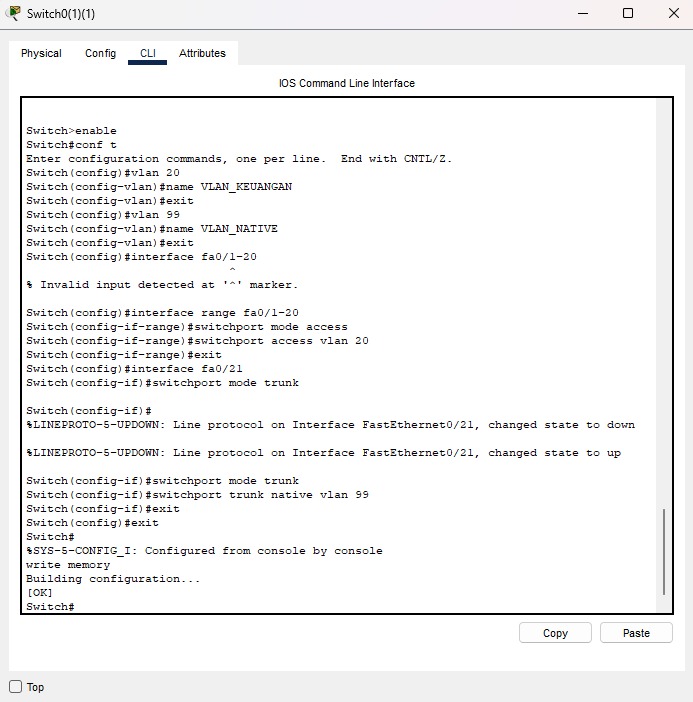 Switch0(1)(1)
Physical Config CLI Attributes
IOS Command Line Interface
Switch>enable
Switch#conf t
Enter configuration commands, one per line.  End with CNTL/Z.
Switch(config)#vlan 20
Switch(config-vlan)#name VLAN_KEUANGAN
Switch(config-vlan)#exit
Switch(config)#vlan 99
Switch(config-vlan)#name VLAN_NATIVE
Switch(config-vlan)#exit
Switch(config)#interface fa0/1-20
^
% Invalid input detected at '^' marker.
Switch(config)#interface range fa0/1-20
Switch(config-if-range)#switchport mode access
Switch(config-if-range)#switchport access vlan 20
Switch(config-if-range)#exit
Switch(config)#interface fa0/21
Switch(config-if)#switchport mode trunk
Switch(config-if)#
%LINEPROTO-5-UPDOWN: Line protocol on Interface FastEthernet0/21, changed state to down
%LINEPROTO-5-UPDOWN: Line protocol on Interface FastEthernet0/21, changed state to up
Switch(config-if)#switchport mode trunk
Switch(config-if)#switchport trunk native vlan 99
Switch(config-if)#exit
Switch(config)#exit
Switch#
%SYS-5-CONFIG_I: Configured from console by console
write memory
Building configuration...
[OK]
Switch#
Copy Paste
Top